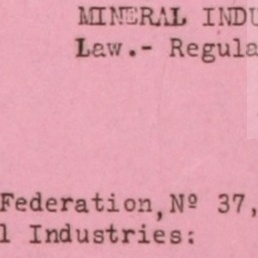 MINERAL INDU
Law.- Regula
Federation, Nº 37,
l Industries: